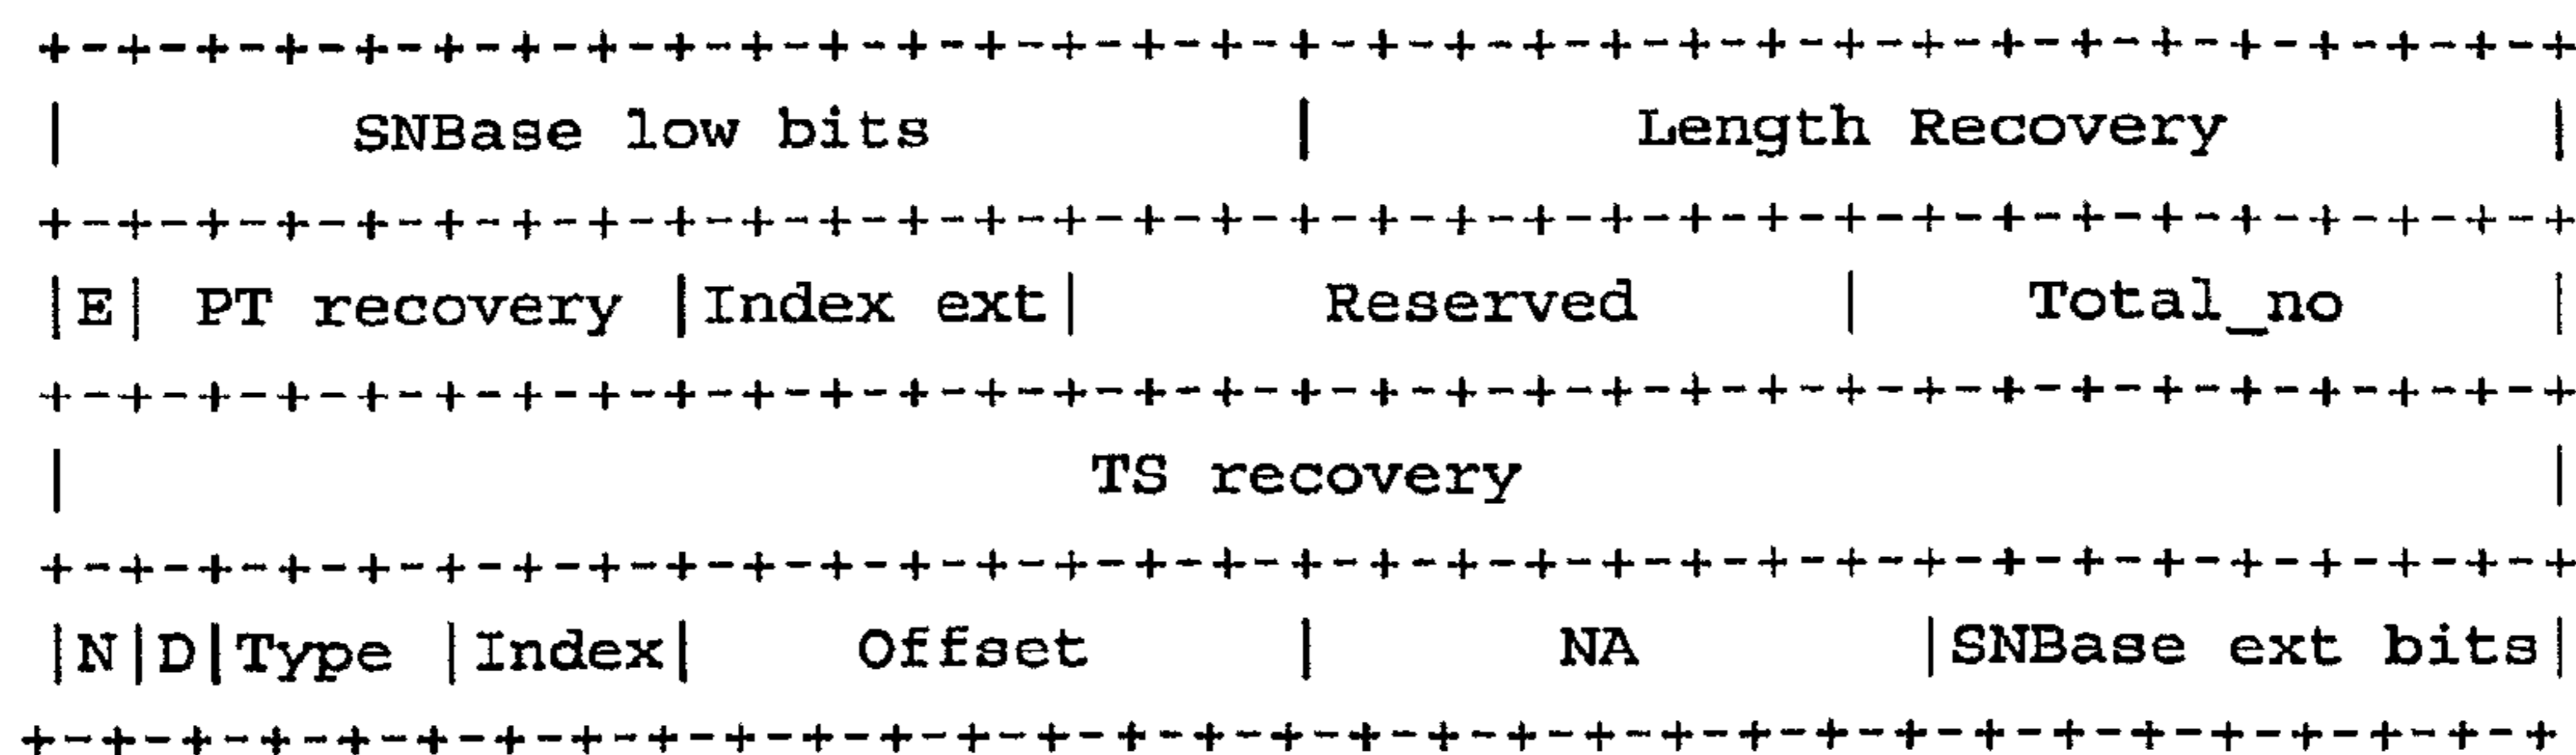 +-+-+-+-+-+-+-+-+-+-+-+-+-+-+-+-+-+-+-+-+-+-+-+-+-+-+-+-+-+-+-+-+
| SNBase low bits | Length Recovery |
+-+-+-+-+-+-+-+-+-+-+-+-+-+-+-+-+-+-+-+-+-+-+-+-+-+-+-+-+-+-+-+-+
|E| PT recovery |Index ext| Reserved | Total_no |
+-+-+-+-+-+-+-+-+-+-+-+-+-+-+-+-+-+-+-+-+-+-+-+-+-+-+-+-+-+-+-+-+
| TS recovery |
+-+-+-+-+-+-+-+-+-+-+-+-+-+-+-+-+-+-+-+-+-+-+-+-+-+-+-+-+-+-+-+-+
|N|D|Type |Index| Offset | NA |SNBase ext bits|
+-+-+-+-+-+-+-+-+-+-+-+-+-+-+-+-+-+-+-+-+-+-+-+-+-+-+-+-+-+-+-+-+